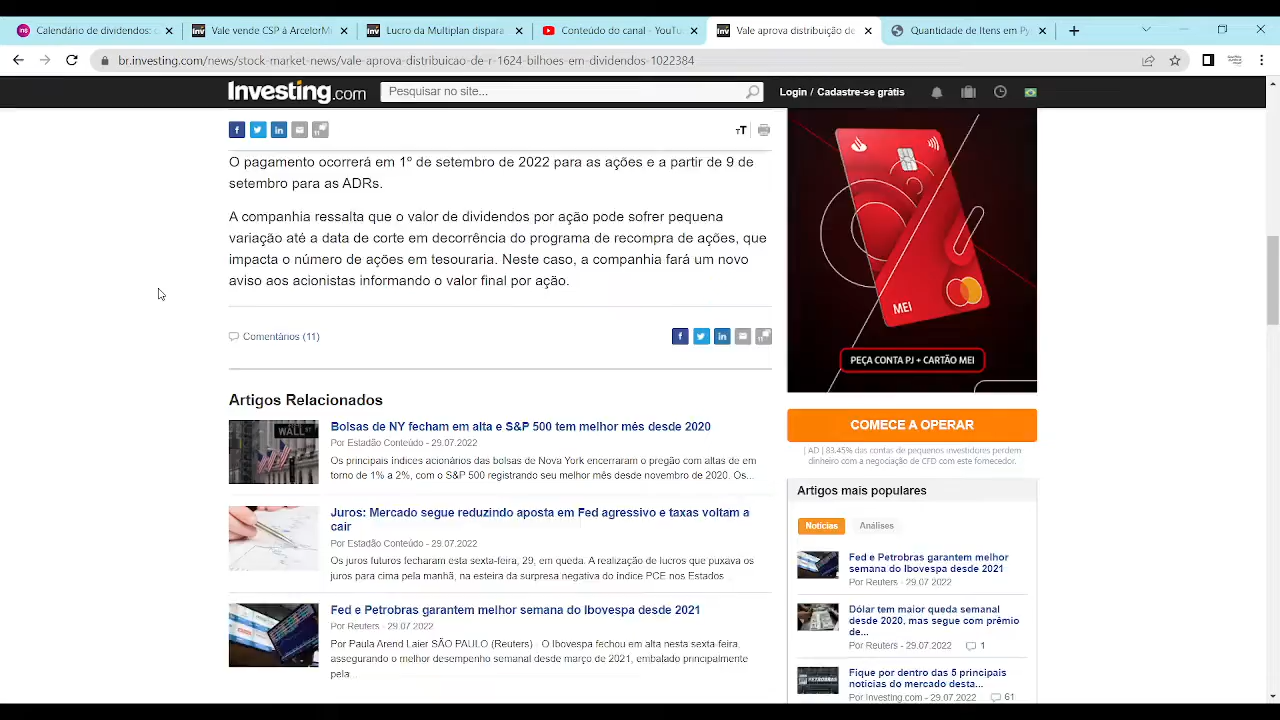 Calendário de dividendos: c
Vale vende CSP à ArcelorMi
Lucro da Multiplan dispara
Conteúdo do canal - YouTu
Vale aprova distribuição de
Quantidade de Itens em Py
br.investing.com/news/stock-market-news/vale-aprova-distribuicao-de-r-1624-bilhoes-em-dividendos-1022384
Investing.com
Pesquisar no site...
Login / Cadastre-se grátis
O pagamento ocorrerá em 1º de setembro de 2022 para as ações e a partir de 9 de
setembro para as ADRs.
A companhia ressalta que o valor de dividendos por ação pode sofrer pequena
variação até a data de corte em decorrência do programa de recompra de ações, que
impacta o número de ações em tesouraria. Neste caso, a companhia fará um novo
aviso aos acionistas informando o valor final por ação.
Comentários (11)
Artigos Relacionados
WALL ST
Bolsas de NY fecham em alta e S&P 500 tem melhor mês desde 2020
Por Estadão Conteúdo - 29.07.2022
Os principais índices acionários das bolsas de Nova York encerraram o pregão com altas de em
torno de 1% a 2%, com o S&P 500 registrando seu melhor mês desde novembro de 2020. Os...
Juros: Mercado segue reduzindo aposta em Fed agressivo e taxas voltam a
cair
Por Estadão Conteúdo - 29.07.2022
Os juros futuros fecharam esta sexta-feira, 29, em queda. A realização de lucros que puxava os
juros para cima pela manhã, na esteira da surpresa negativa do índice PCE nos Estados...
Fed e Petrobras garantem melhor semana do Ibovespa desde 2021
Por Reuters - 29.07.2022
Por Paula Arend Laier SÃO PAULO (Reuters) - O Ibovespa fechou em alta nesta sexta-feira,
assegurando o melhor desempenho semanal desde março de 2021, embalado principalmente
pela...
MEI
PEÇA CONTA PJ + CARTÃO MEI
COMECE A OPERAR
| AD | 83.45% das contas de pequenos investidores perdem
dinheiro com a negociação de CFD com este fornecedor.
Artigos mais populares
Notícias
Análises
Fed e Petrobras garantem melhor
semana do Ibovespa desde 2021
Por Reuters - 29.07.2022
Dólar tem maior queda semanal
desde 2020, mas segue com prêmio
de...
Por Reuters - 29.07.2022 1
PETROBRAS
Fique por dentro das 5 principais
notícias do mercado desta...
Por Investing.com - 29.07.2022 61